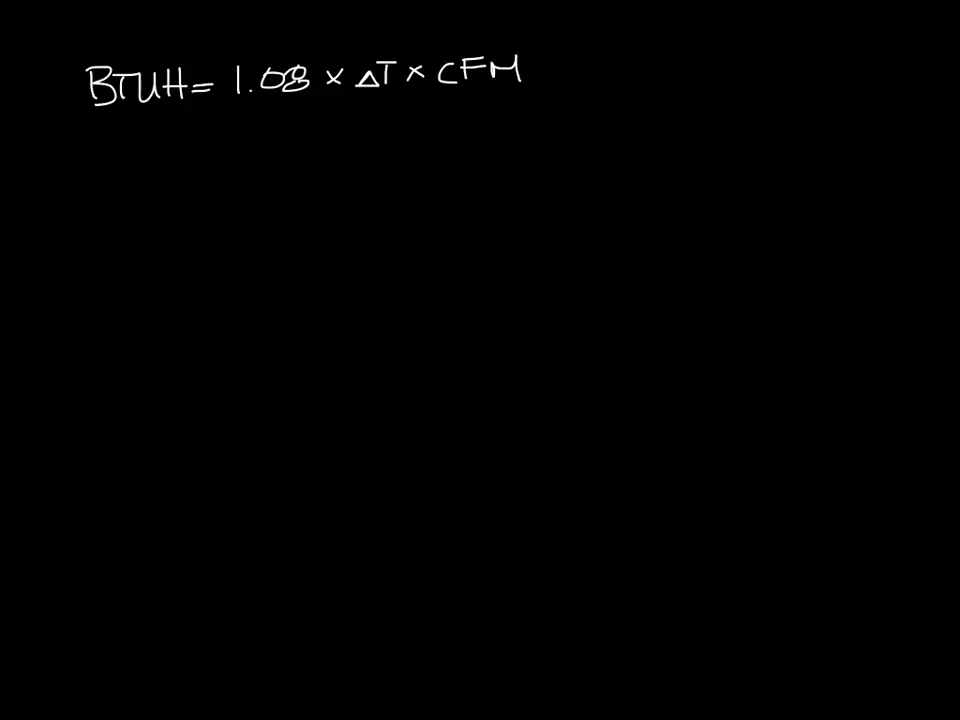 BTUH= 1.08 × ΔT × CFM